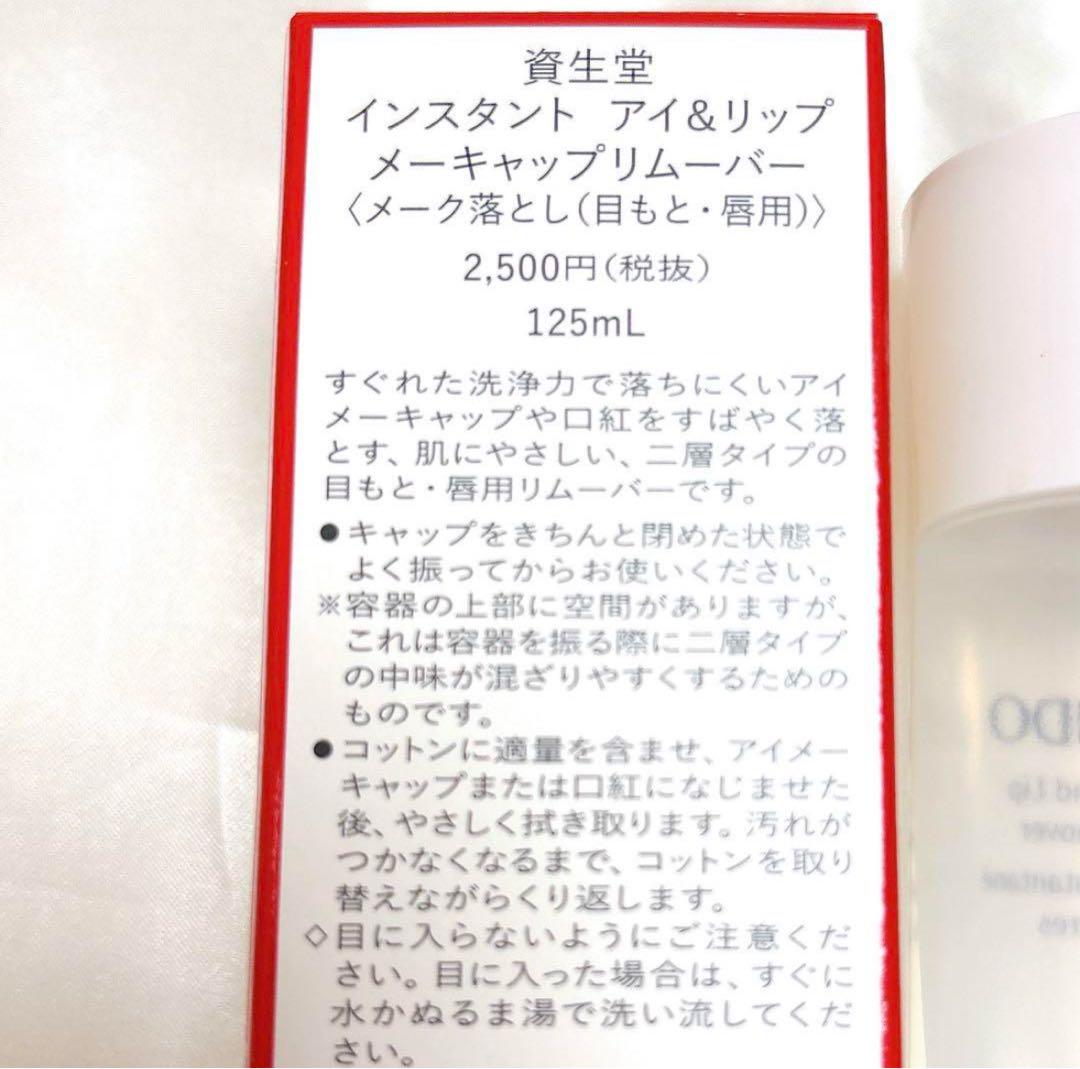 資生堂
インスタント アイ&リップ
メーキャップリムーバー
〈メーク落とし(目もと・唇用)〉
2,500円(税抜)
125mL
すぐれた洗浄力で落ちにくいアイ
メーキャップや口紅をすばやく落
とす、肌にやさしい、二層タイプの
目もと・唇用リムーバーです。
●キャップをきちんと閉めた状態で
よく振ってからお使いください。
※容器の上部に空間がありますが、
これは容器を振る際に二層タイプ
の中味が混ざりやすくするための
ものです。
●コットンに適量を含ませ、アイメー
キャップまたは口紅になじませた
後、やさしく拭き取ります。汚れが
つかなくなるまで、コットンを取り
替えながらくり返します。
◇目に入らないようにご注意くだ
さい。目に入った場合は、すぐに
水かぬるま湯で洗い流してくだ
さい。